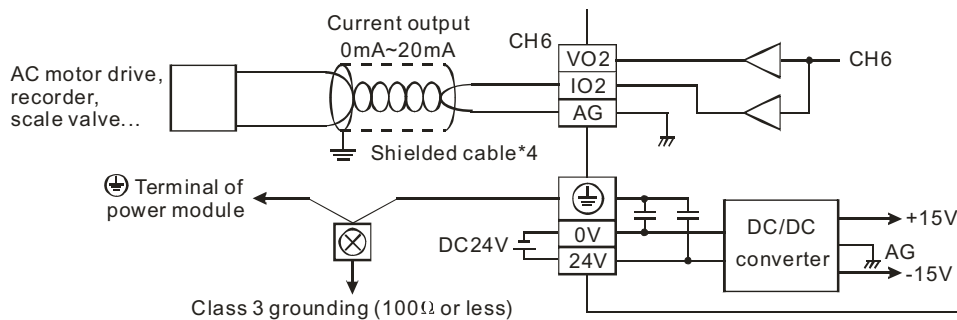 Current output
0mA~20mA
CH6
VO2
CH6
AC motor drive,
recorder,
scale valve...
IO2
AG
Shielded cable*4
Terminal of
power module
+15V
0V
DC/DC
converter
DC24V
24V
AG
-15V
Class 3 grounding (100Ω or less)